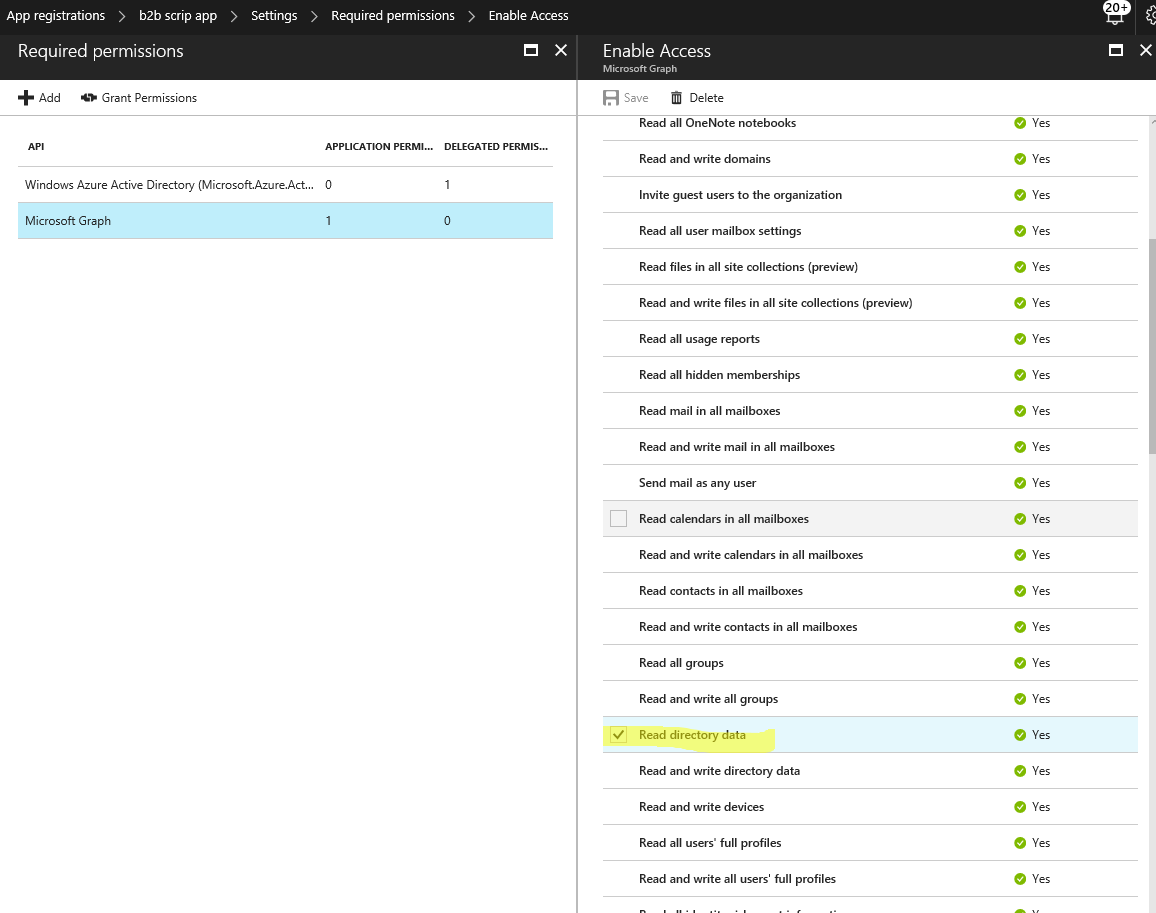 App registrations > b2b scrip app > Settings > Required permissions > Enable Access
20+
Required permissions
Add Grant Permissions
API APPLICATION PERMI... DELEGATED PERMIS...
Windows Azure Active Directory (Microsoft.Azure.Act... 0 1
Microsoft Graph 1 0
Enable Access
Microsoft Graph
Save Delete
Read all OneNote notebooks Yes
Read and write domains Yes
Invite guest users to the organization Yes
Read all user mailbox settings Yes
Read files in all site collections (preview) Yes
Read and write files in all site collections (preview) Yes
Read all usage reports Yes
Read all hidden memberships Yes
Read mail in all mailboxes Yes
Read and write mail in all mailboxes Yes
Send mail as any user Yes
Read calendars in all mailboxes Yes
Read and write calendars in all mailboxes Yes
Read contacts in all mailboxes Yes
Read and write contacts in all mailboxes Yes
Read all groups Yes
Read and write all groups Yes
Read directory data Yes
Read and write directory data Yes
Read and write devices Yes
Read all users' full profiles Yes
Read and write all users' full profiles Yes